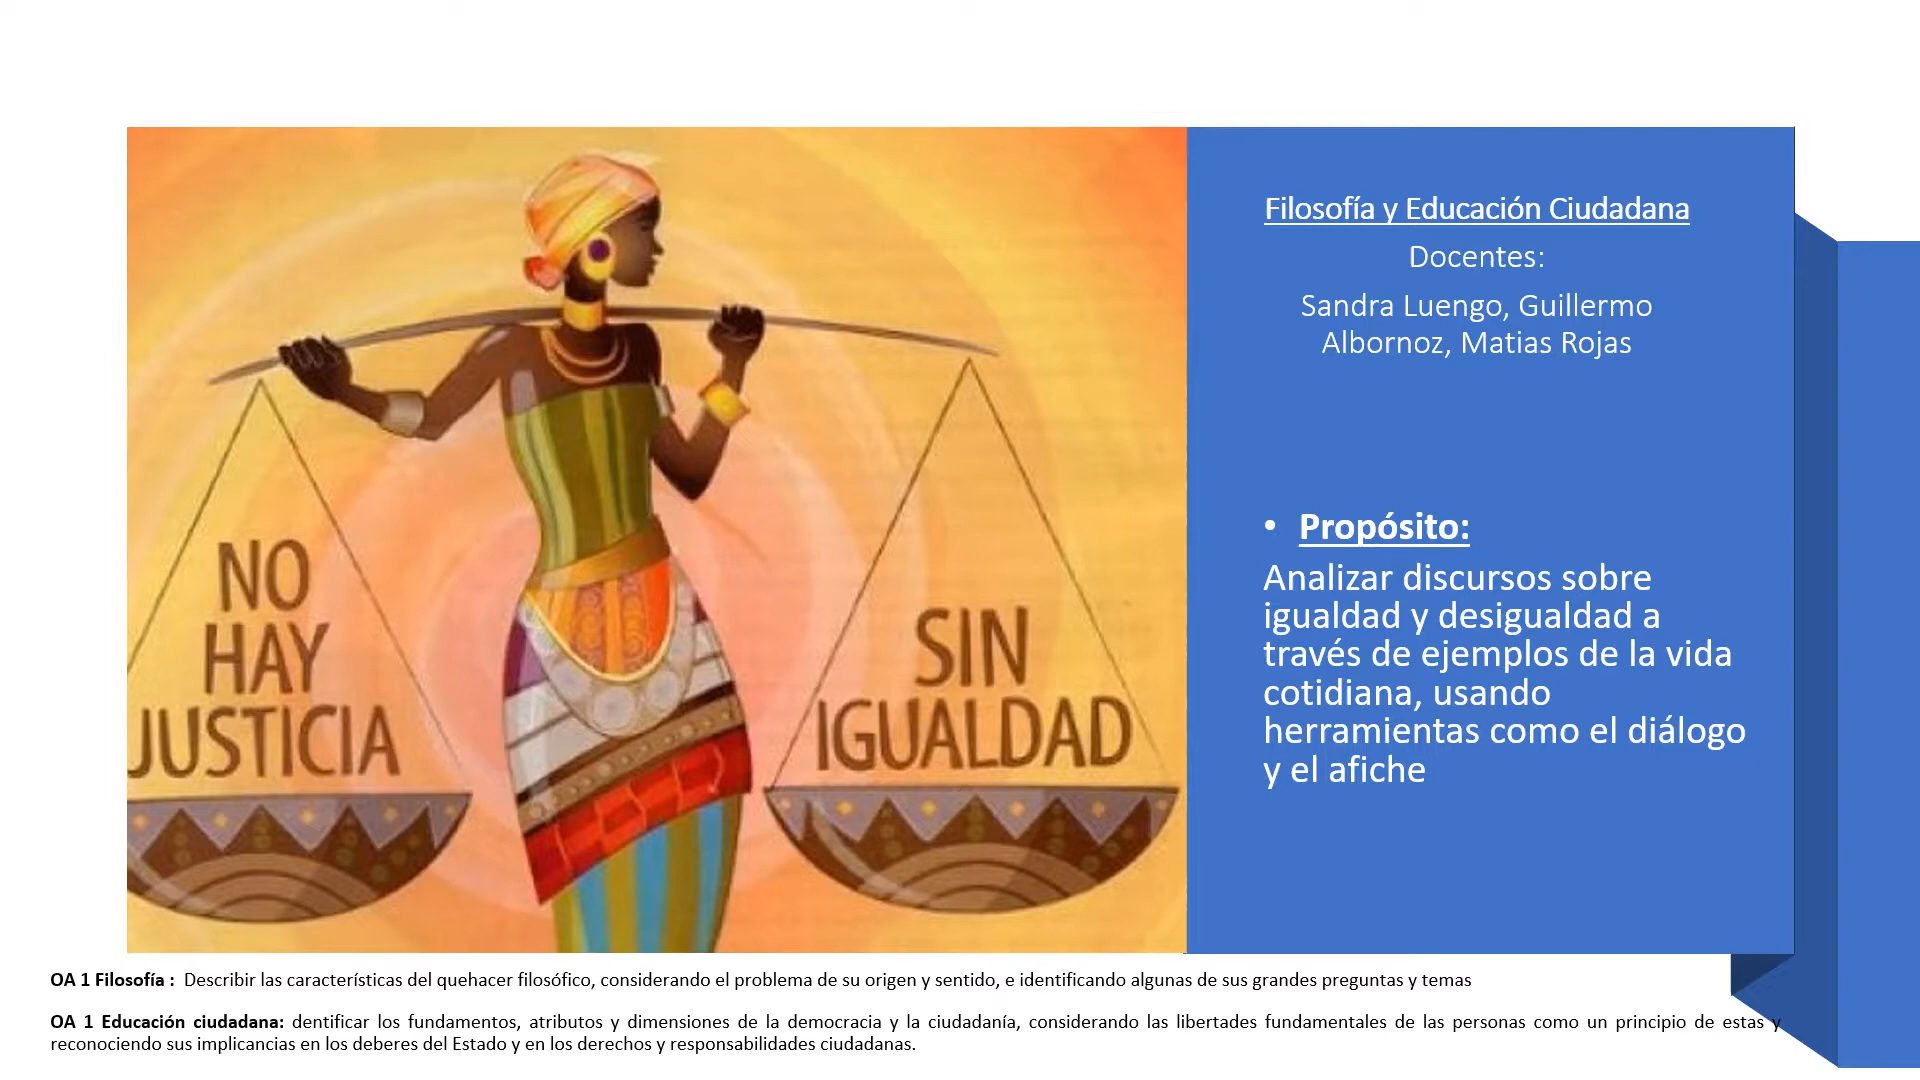 NO
HAY
JUSTICIA
SIN
IGUALDAD
Filosofía y Educación Ciudadana
Docentes:
Sandra Luengo, Guillermo
Albornoz, Matias Rojas
• Propósito:
Analizar discursos sobre
igualdad y desigualdad a
través de ejemplos de la vida
cotidiana, usando
herramientas como el diálogo
y el afiche
OA 1 Filosofía : Describir las características del quehacer filosófico, considerando el problema de su origen y sentido, e identificando algunas de sus grandes preguntas y temas
OA 1 Educación ciudadana: dentificar los fundamentos, atributos y dimensiones de la democracia y la ciudadanía, considerando las libertades fundamentales de las personas como un principio de estas y
reconociendo sus implicancias en los deberes del Estado y en los derechos y responsabilidades ciudadanas.